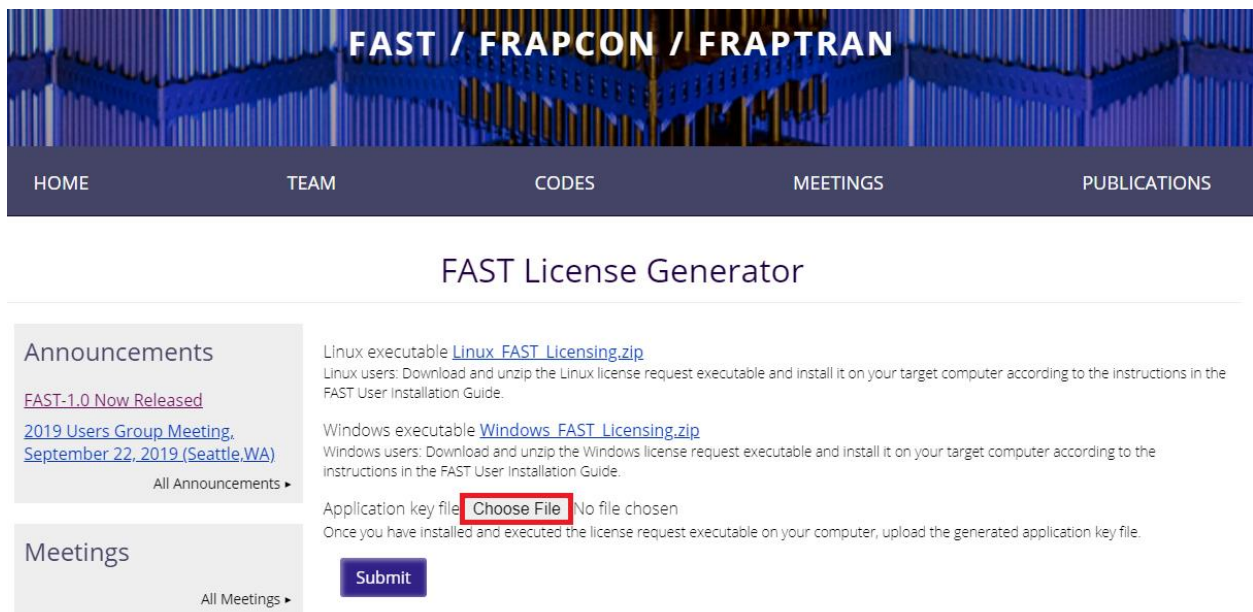 FAST / FRAPCON / FRAPTRAN
HOME TEAM CODES MEETINGS PUBLICATIONS
FAST License Generator
Announcements
FAST-1.0 Now Released
2019 Users Group Meeting,
September 22, 2019 (Seattle,WA)
All Announcements ▸
Meetings
All Meetings ▸
Linux executable Linux_FAST_Licensing.zip
Linux users: Download and unzip the Linux license request executable and install it on your target computer according to the instructions in the
FAST User Installation Guide.
Windows executable Windows_FAST_Licensing.zip
Windows users: Download and unzip the Windows license request executable and install it on your target computer according to the
instructions in the FAST User Installation Guide.
Application key file Choose File No file chosen
Once you have installed and executed the license request executable on your computer, upload the generated application key file.
Submit